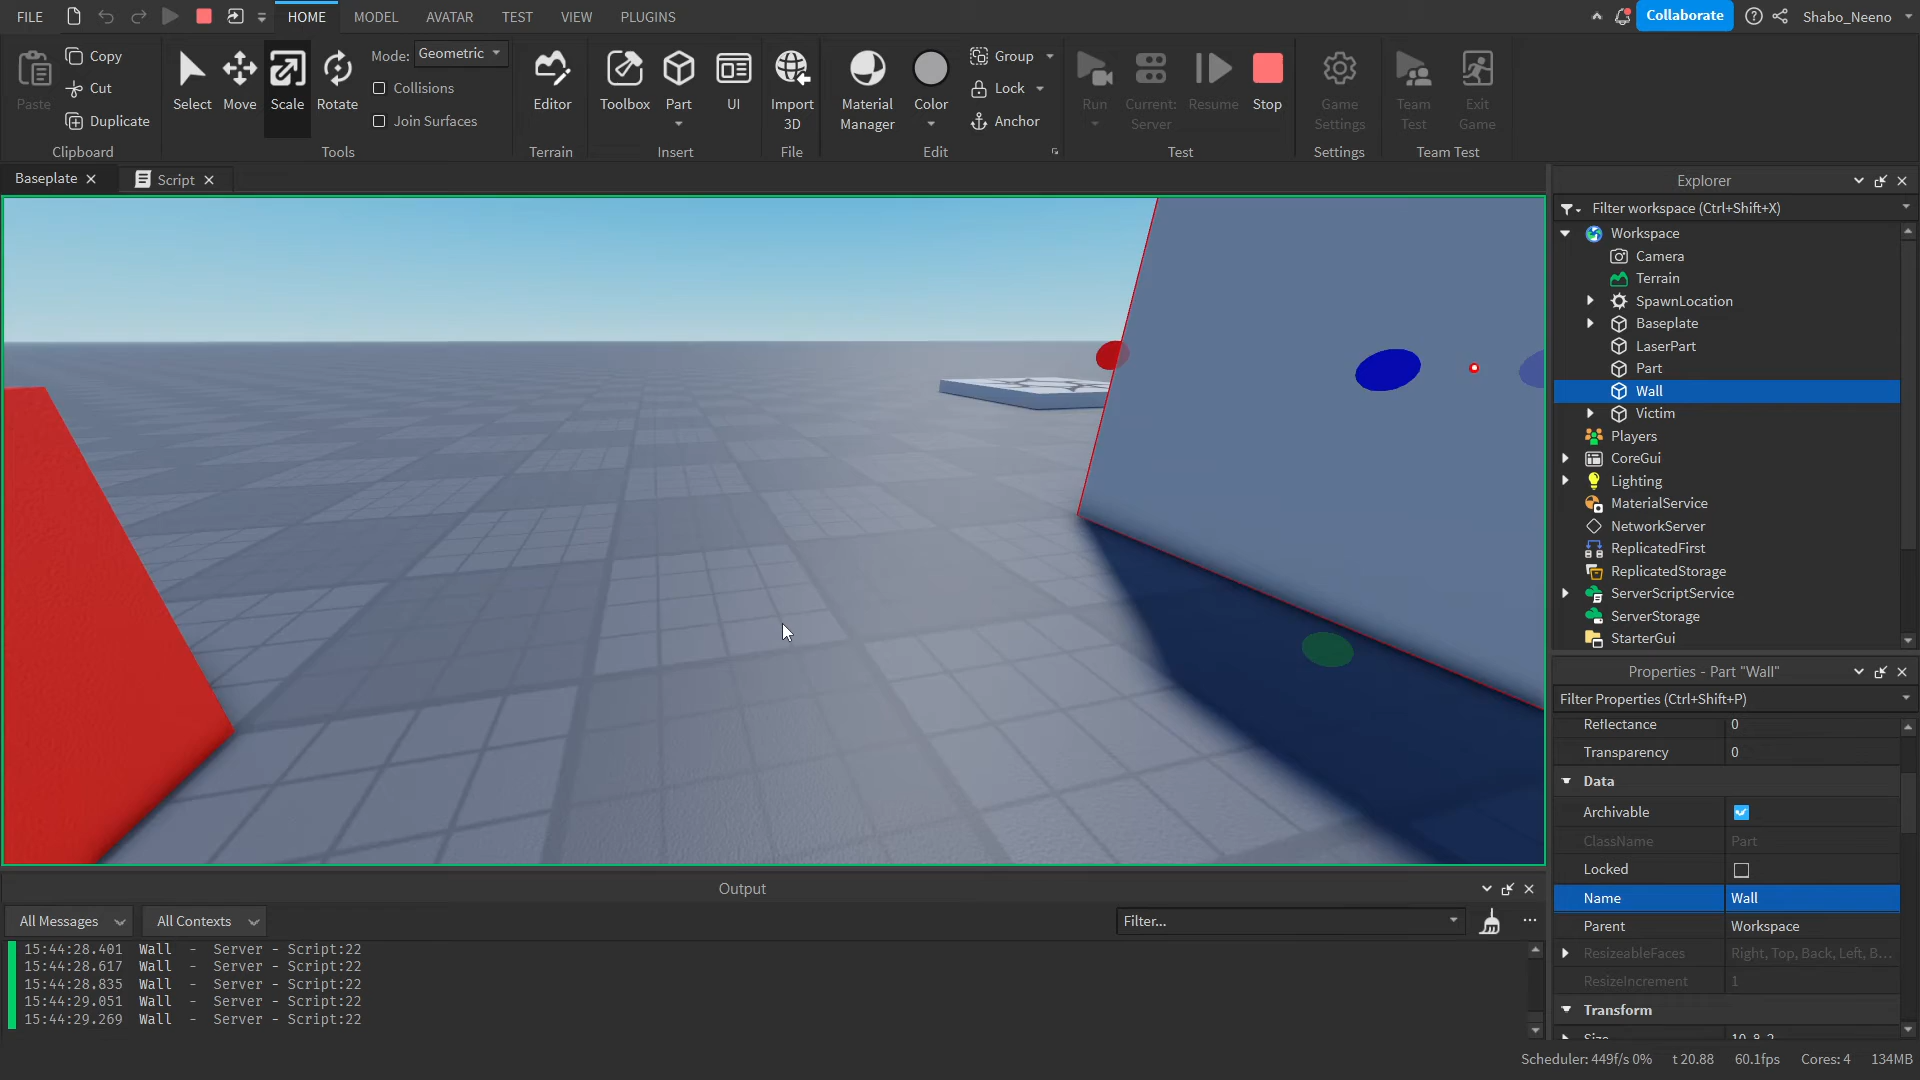 FILE
HOME
MODEL
AVATAR
TEST
VIEW
PLUGINS
Collaborate
Shabo_Neeno
Paste
Copy
Cut
Duplicate
Clipboard
Select
Move
Scale
Rotate
Mode:
Geometric
Collisions
Join Surfaces
Tools
Editor
Terrain
Toolbox
Part
UI
Insert
Import
3D
File
Material
Manager
Color
Group
Lock
Anchor
Edit
Run
Current:
Server
Resume
Stop
Test
Game
Settings
Settings
Team
Test
Exit
Game
Team Test
Baseplate
Script
Explorer
Filter workspace (Ctrl+Shift+X)
Workspace
Camera
Terrain
SpawnLocation
Baseplate
LaserPart
Part
Wall
Victim
Players
CoreGui
Lighting
MaterialService
NetworkServer
ReplicatedFirst
ReplicatedStorage
ServerScriptService
ServerStorage
StarterGui
Properties - Part "Wall"
Filter Properties (Ctrl+Shift+P)
Reflectance 0
Transparency 0
Data
Archivable
ClassName Part
Locked
Name Wall
Parent Workspace
ResizeableFaces Right, Top, Back, Left, B...
ResizeIncrement 1
Transform
Size 10, 8, 2
Output
All Messages
All Contexts
Filter...
15:44:28.401 Wall - Server - Script:22
15:44:28.617 Wall - Server - Script:22
15:44:28.835 Wall - Server - Script:22
15:44:29.051 Wall - Server - Script:22
15:44:29.269 Wall - Server - Script:22
Scheduler: 449f/s 0% t 20.88 60.1fps Cores: 4 134MB